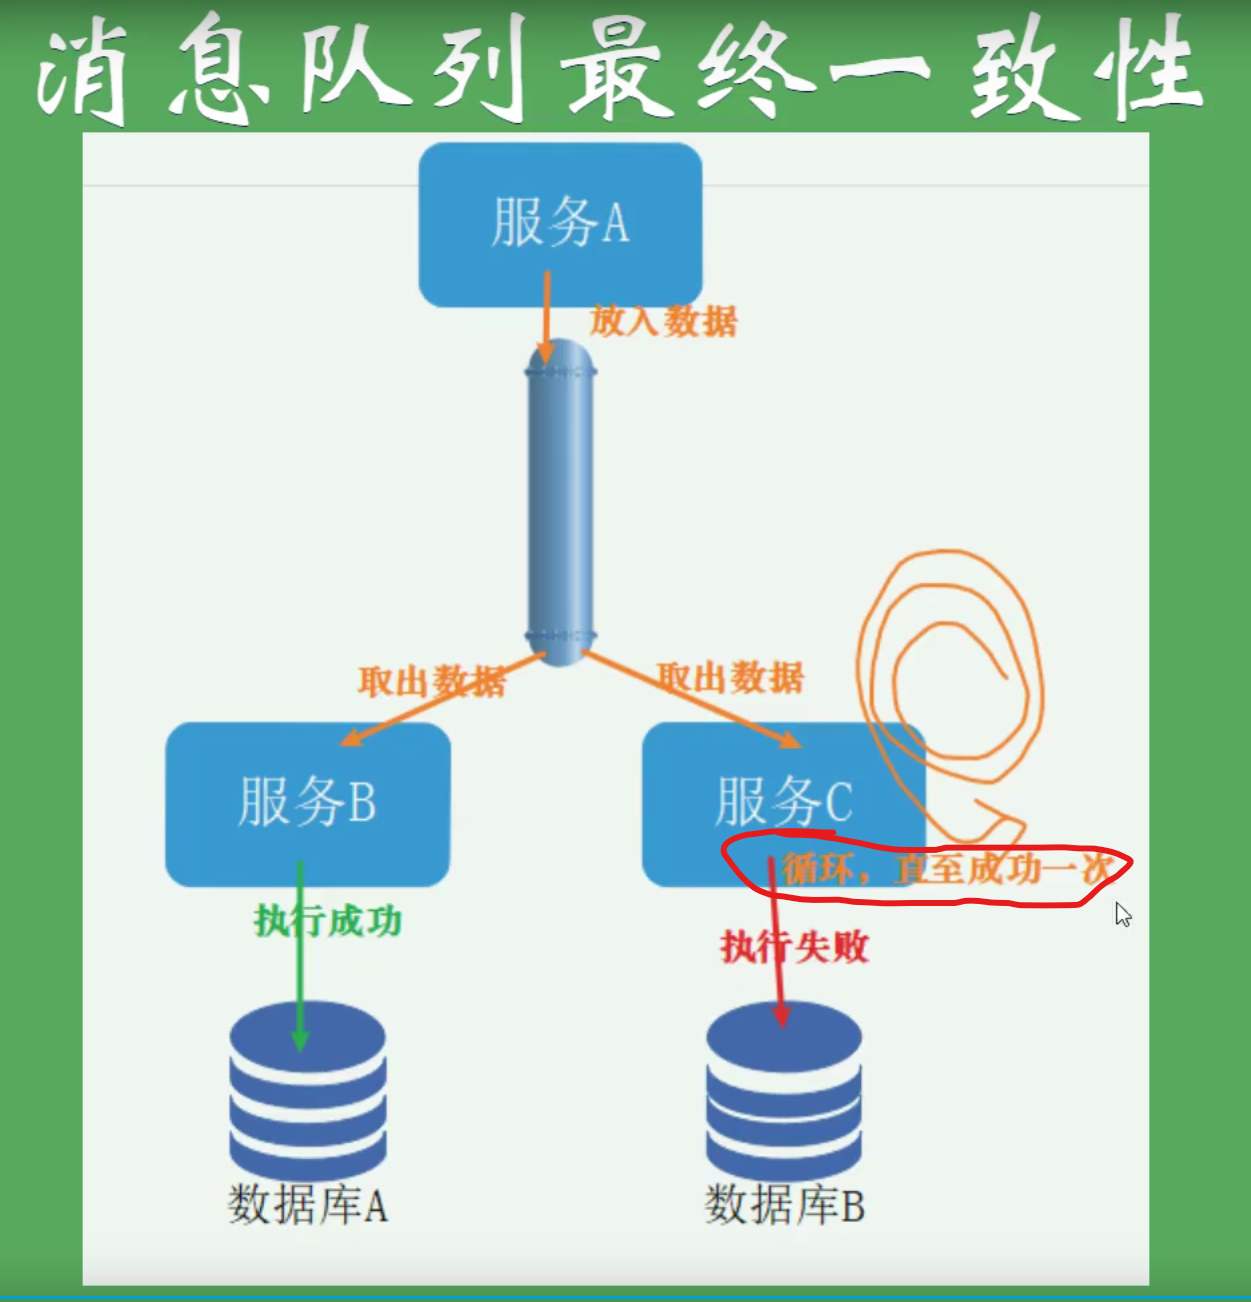 消息队列最终一致性
服务A
放入数据
取出数据
取出数据
服务B
服务C
循环，直至成功一次
执行成功
执行失败
数据库A
数据库B